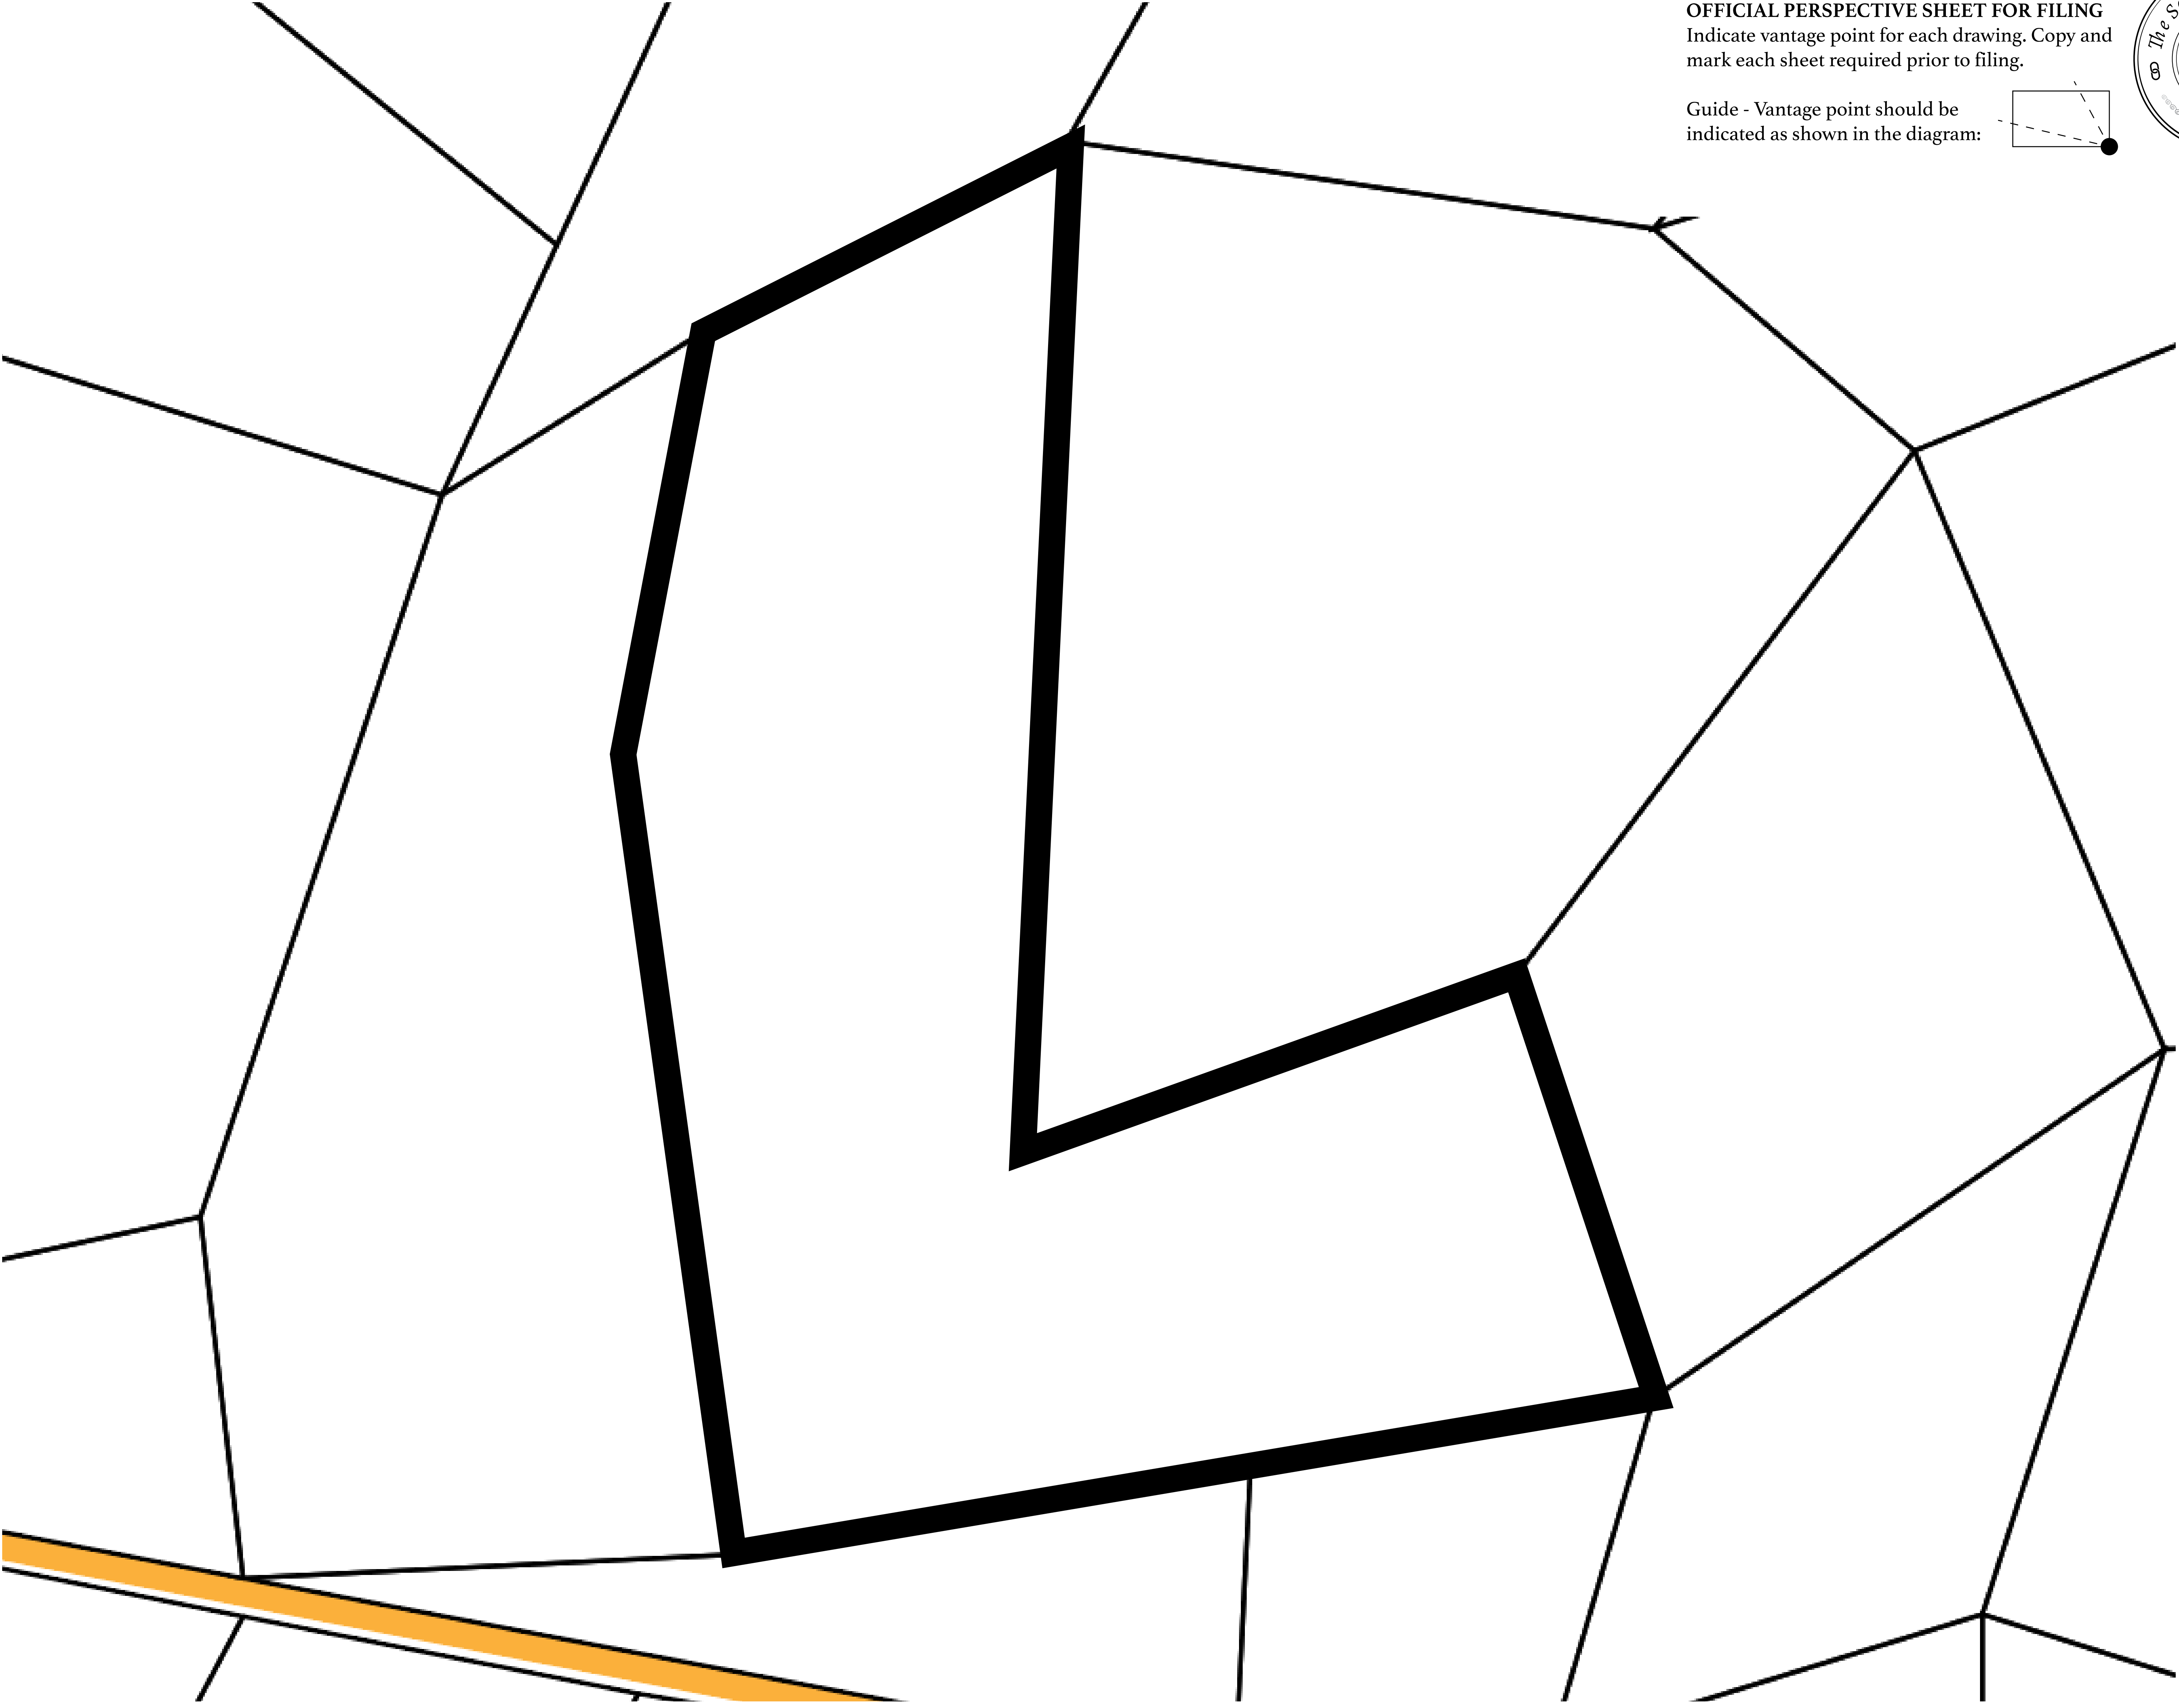 OFFICIAL PERSPECTIVE SHEET FOR FILING
Indicate vantage point for each drawing. Copy and
mark each sheet required prior to filing.
Guide - Vantage point should be
indicated as shown in the diagram:
The